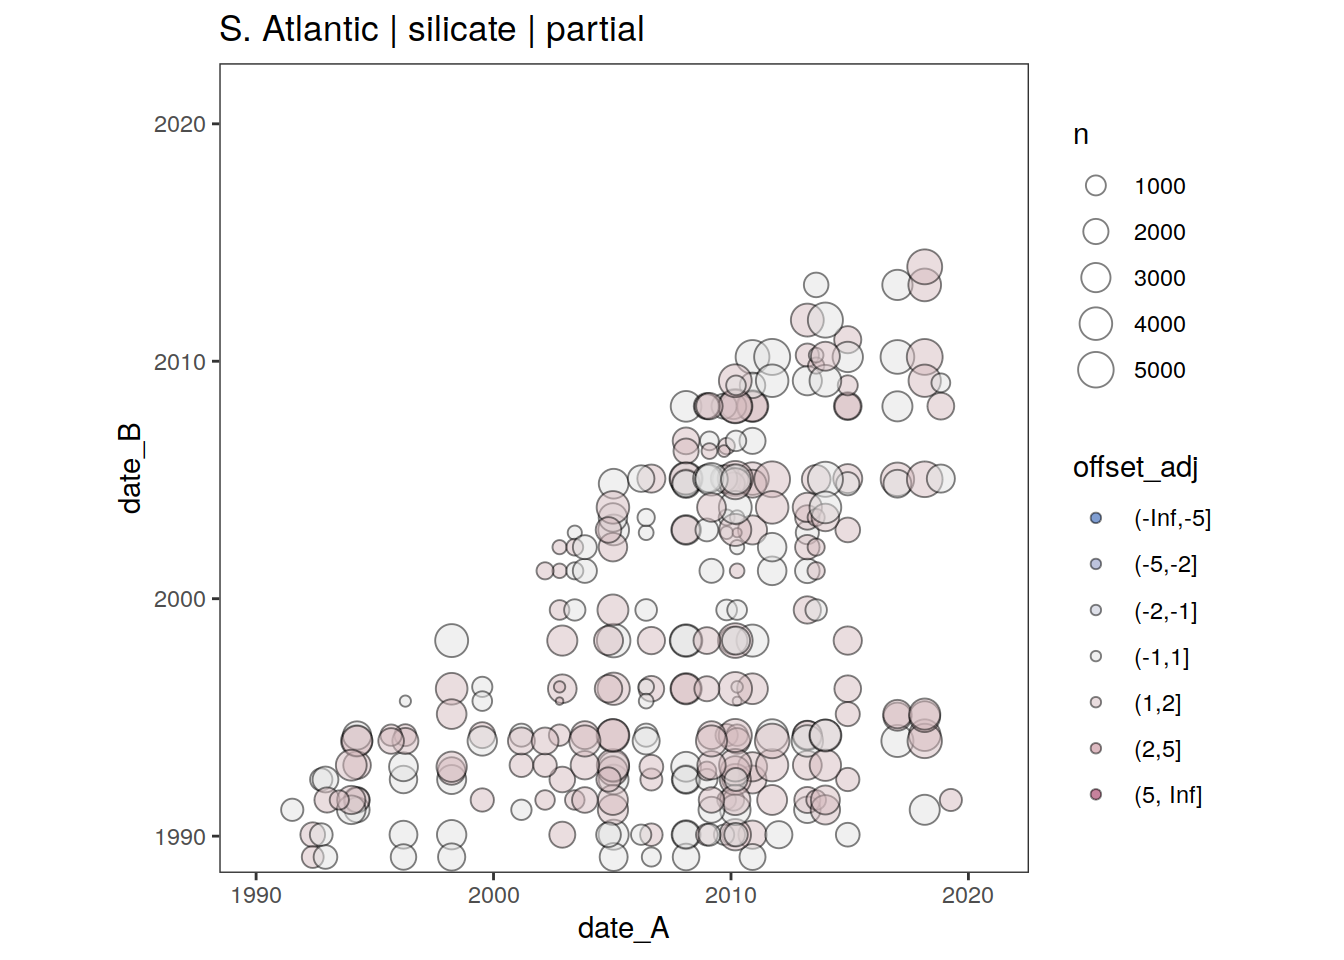 S. Atlantic | silicate | partial
date_B
2020
2010
2000
1990
1990
2000
2010
2020
date_A
n
1000
2000
3000
4000
5000
offset_adj
(-Inf,-5]
(-5,-2]
(-2,-1]
(-1,1]
(1,2]
(2,5]
(5, Inf]